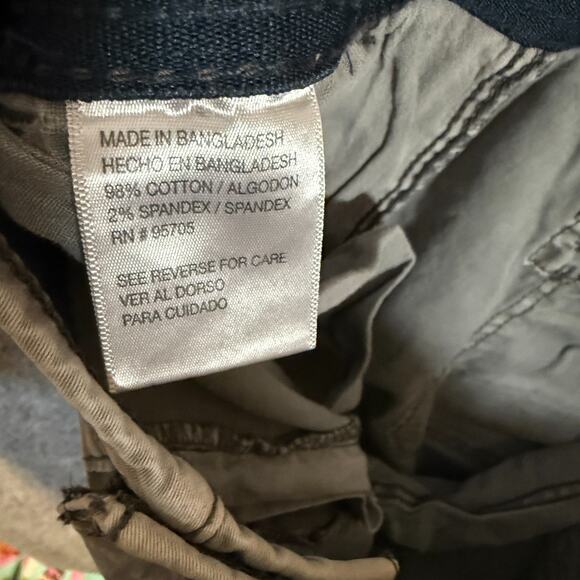 MADE IN BANGLADESH
HECHO EN BANGLADESH
98% COTTON / ALGODON
2% SPANDEX / SPANDEX
RN # 95705
SEE REVERSE FOR CARE
VER AL DORSO
PARA CUIDADO